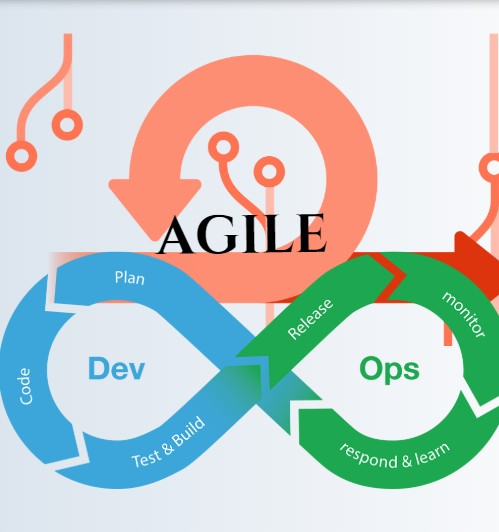 AGILE
Plan
Code
Dev
Test & Build
Release
monitor
Ops
respond & learn